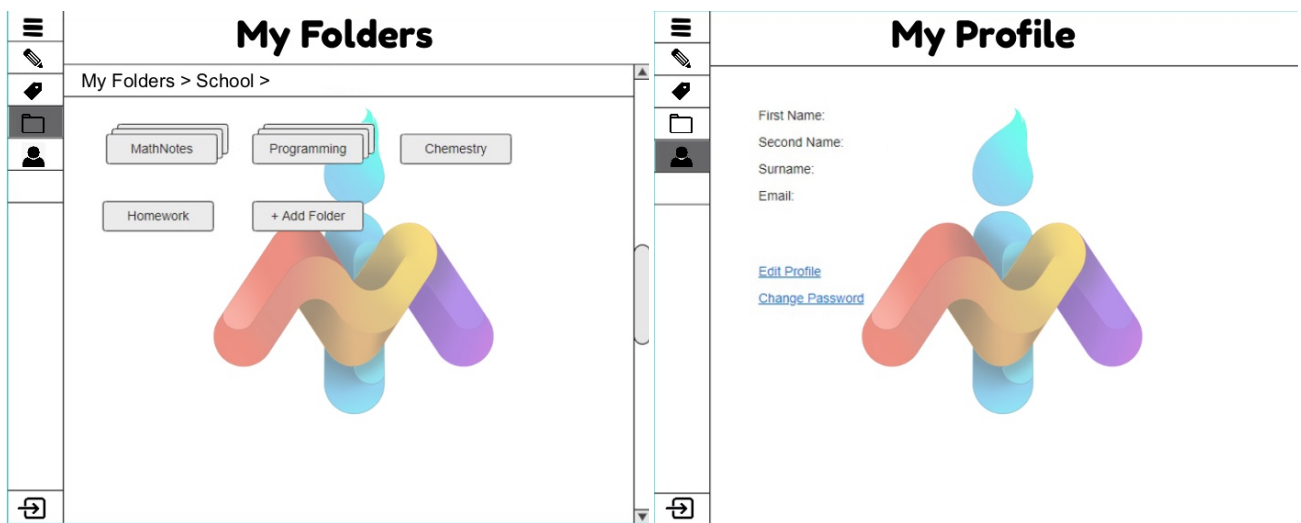 My Folders
My Folders > School >
MathNotes
Programming
Chemestry
Homework
+ Add Folder
My Profile
First Name:
Second Name:
Surname:
Email:
Edit Profile
Change Password